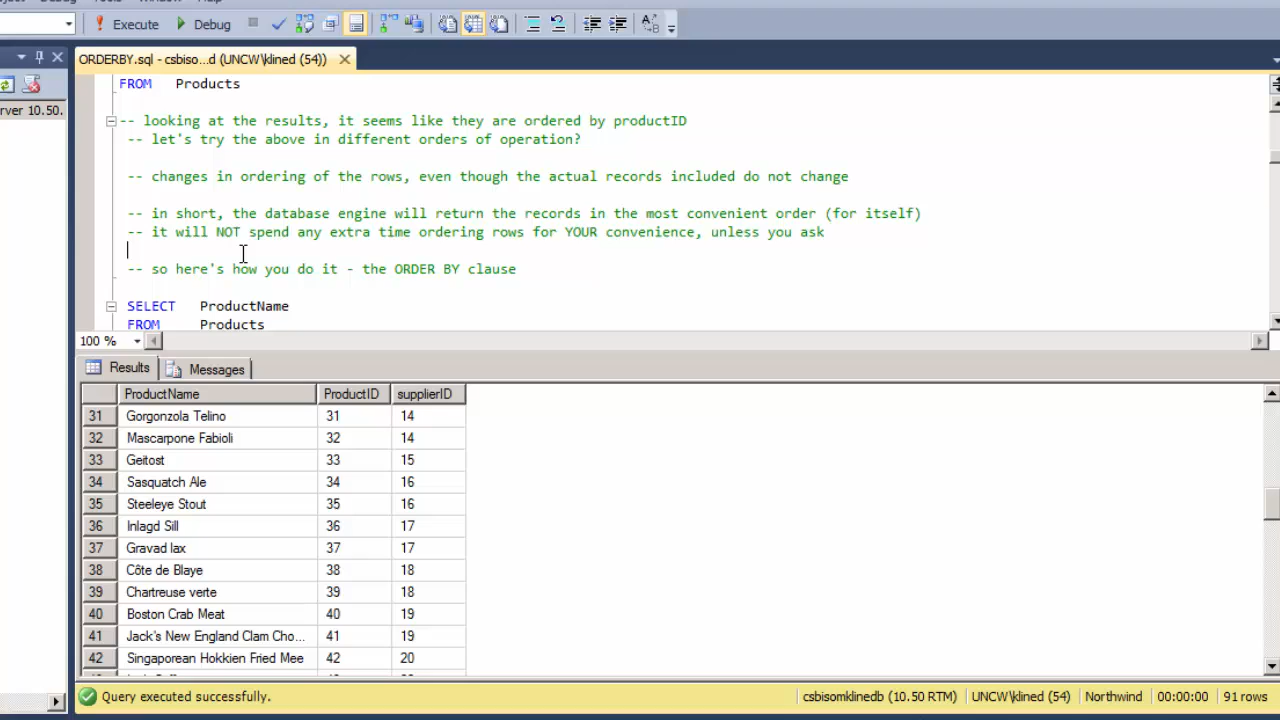 Debug Window Help
Execute Debug
ORDERBY.sql - csbiso...d (UNCW\klined (54))
rver 10.50.
FROM Products
-- looking at the results, it seems like they are ordered by productID
-- let's try the above in different orders of operation?
-- changes in ordering of the rows, even though the actual records included do not change
-- in short, the database engine will return the records in the most convenient order (for itself)
-- it will NOT spend any extra time ordering rows for YOUR convenience, unless you ask
-- so here's how you do it - the ORDER BY clause
SELECT ProductName
FROM Products
100 %
Results Messages
ProductName ProductID supplierID
31 Gorgonzola Telino 31 14
32 Mascarpone Fabioli 32 14
33 Geitost 33 15
34 Sasquatch Ale 34 16
35 Steeleye Stout 35 16
36 Inlagd Sill 36 17
37 Gravad lax 37 17
38 Côte de Blaye 38 18
39 Chartreuse verte 39 18
40 Boston Crab Meat 40 19
41 Jack's New England Clam Cho... 41 19
42 Singaporean Hokkien Fried Mee 42 20
Query executed successfully. csbisomklinedb (10.50 RTM) UNCW\klined (54) Northwind 00:00:00 91 rows